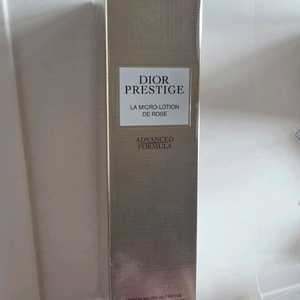 DIOR
PRESTIGE
LA MICRO-LOTION
DE ROSE
ADVANCED
FORMULA